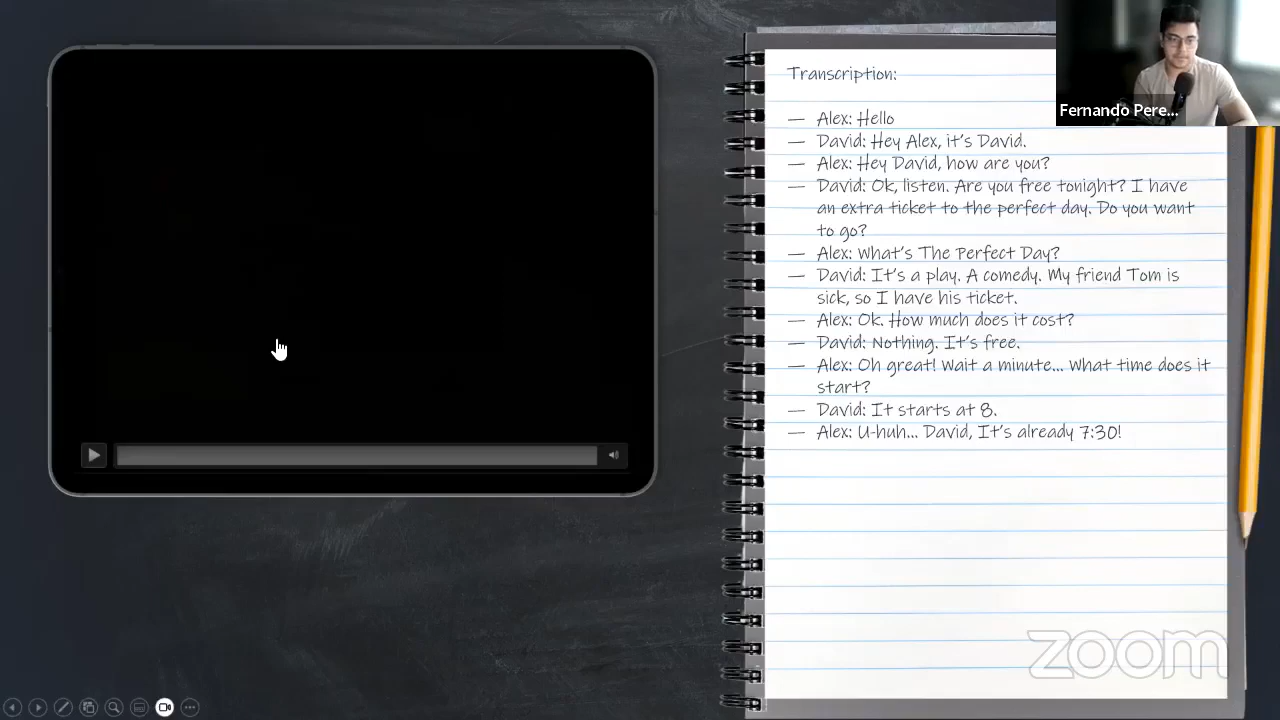 Transcription:
Fernando Pere...
— Alex: Hello
— David: Hey Alex, it's David.
— Alex: Hey David, how are you?
— David: Ok, listen. Are you free tonight? I have
an extra ticket to the perfect day. Do you want
to go?
— Alex: What's The Perfect Day?
— David: It's a play. A comedy. My friend Tom is
sick, so I have his ticket.
— Alex: Ok. How much does it cost?
— David: Nothing. It's free.
— Alex: Oh great! Wait a minute... What time does it
start?
— David: It starts at 8.
— Alex: U-huh... David, It's already 7:30!
zoom